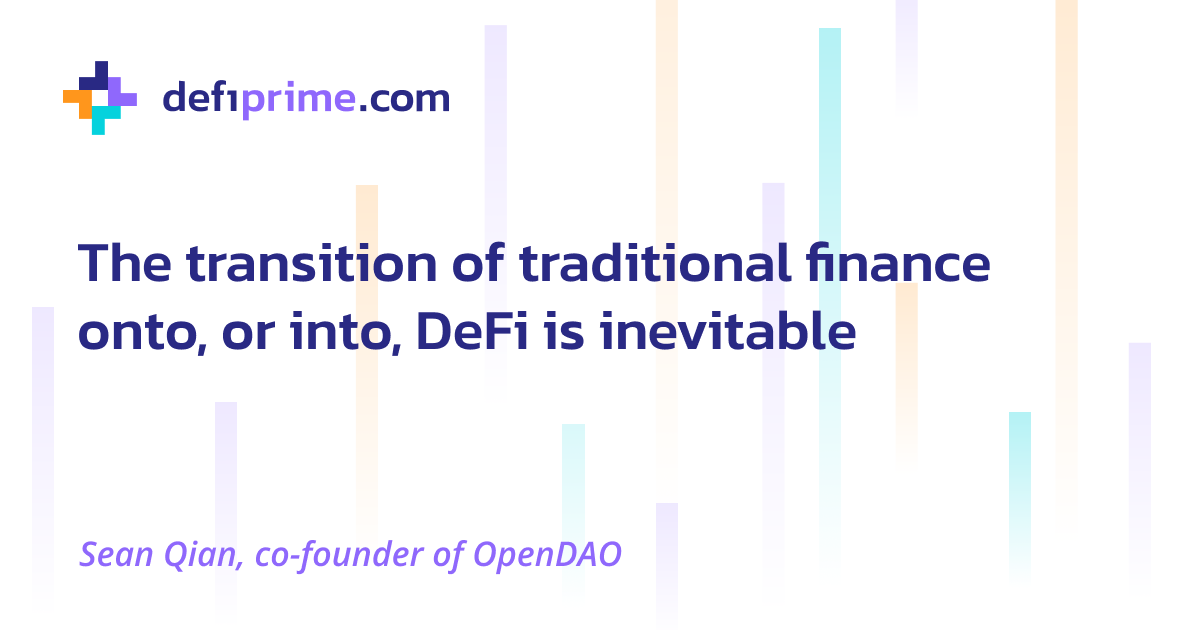 defiprime.com
The transition of traditional finance
onto, or into, DeFi is inevitable
Sean Qian, co-founder of OpenDAO